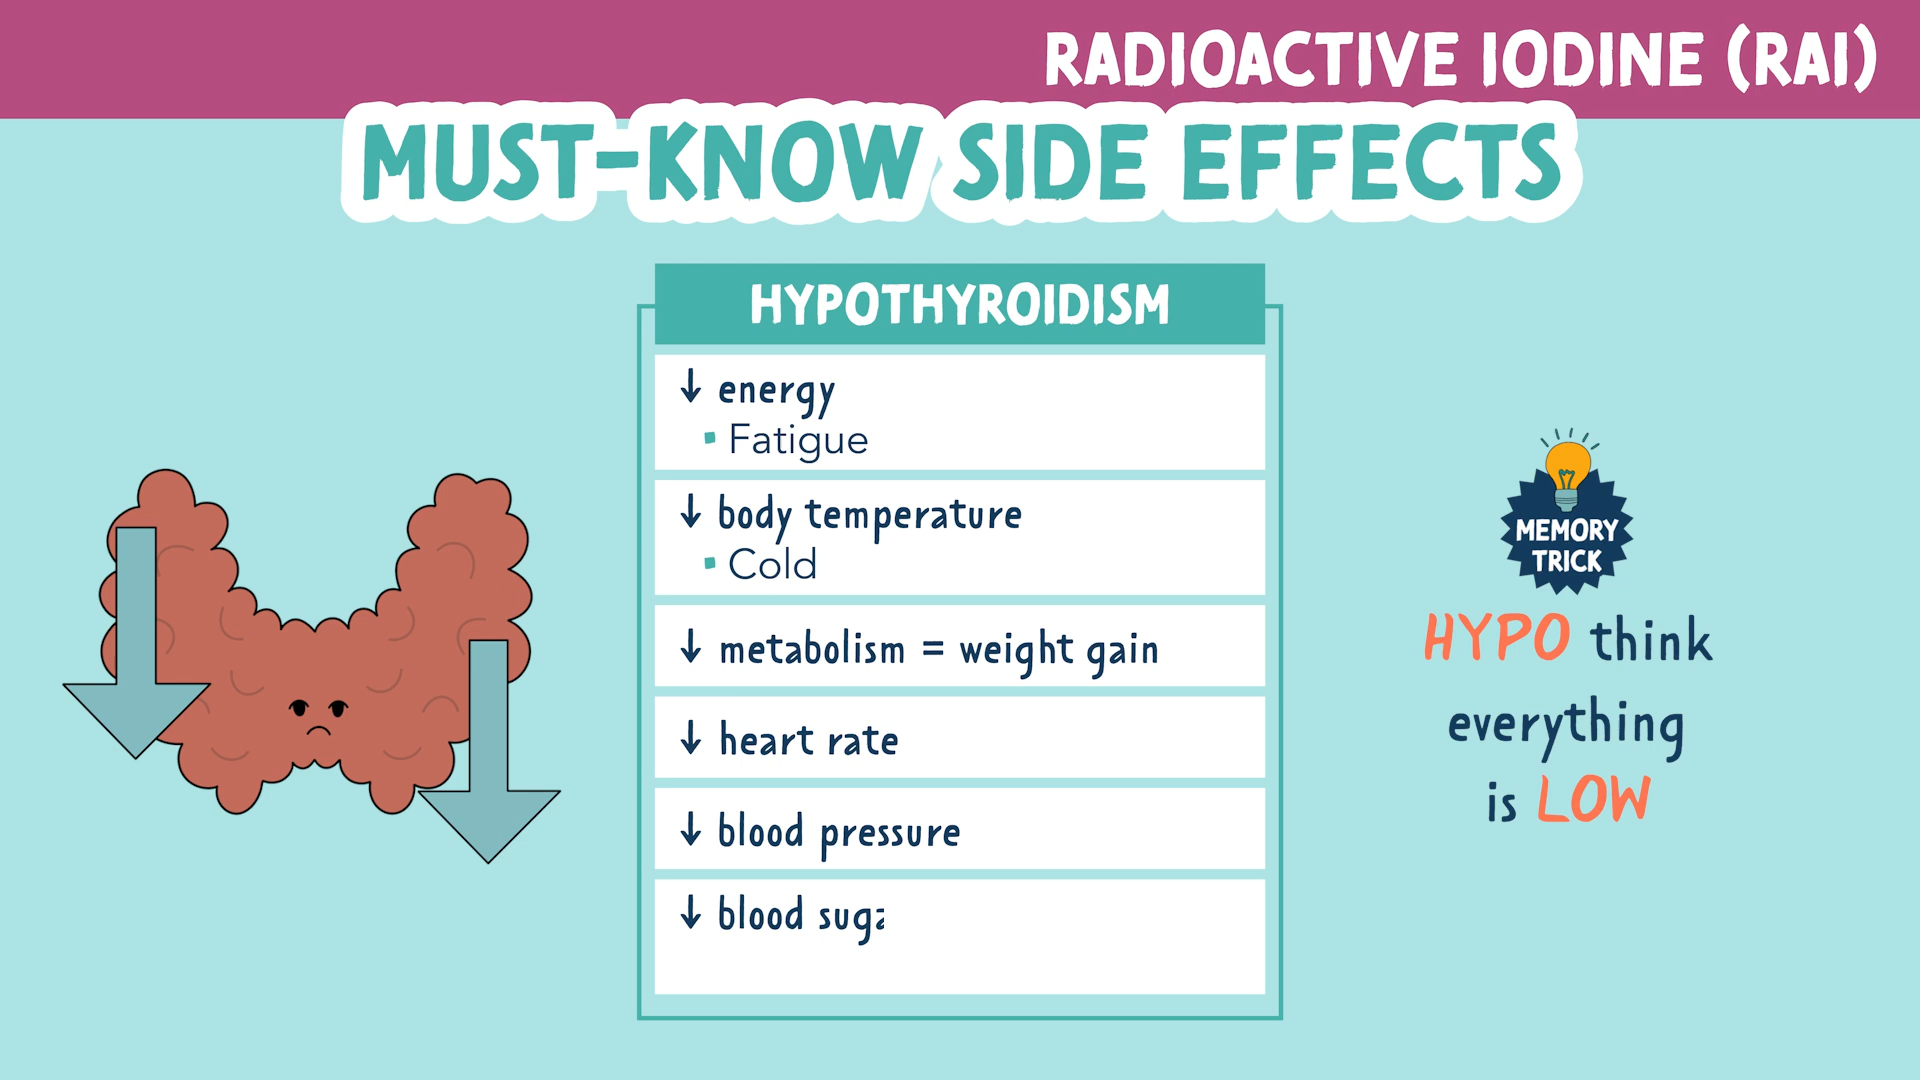 RADIOACTIVE IODINE (RAI)
MUST-KNOW SIDE EFFECTS
HYPOTHYROIDISM
↓ energy
▪ Fatigue
↓ body temperature
▪ Cold
↓ metabolism = weight gain
↓ heart rate
↓ blood pressure
↓ blood
MEMORY
TRICK
HYPO think
everything
is LOW